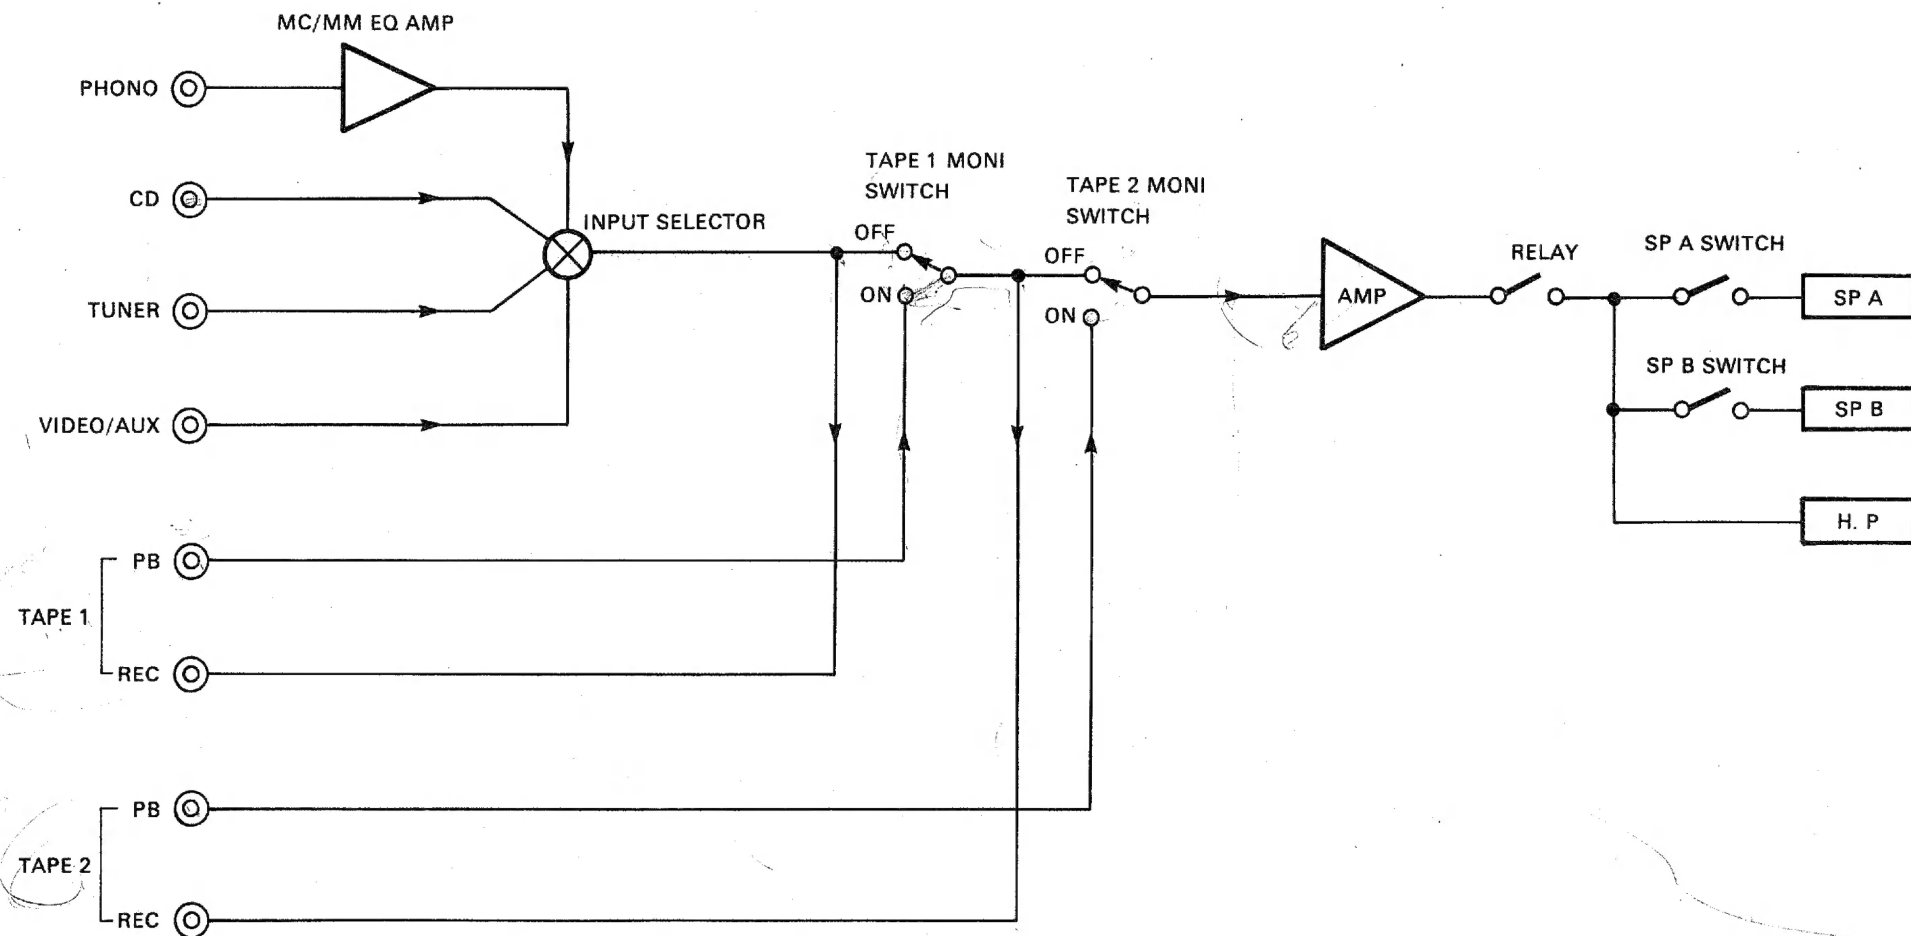 MC/MM EQ AMP
PHONO
CD
INPUT SELECTOR
TUNER
VIDEO/AUX
TAPE 1 MONI
SWITCH
OFF
ON
TAPE 2 MONI
SWITCH
OFF
ON
AMP
RELAY
SP A SWITCH
SP A
SP B SWITCH
SP B
H. P
PB
TAPE 1
REC
PB
TAPE 2
REC